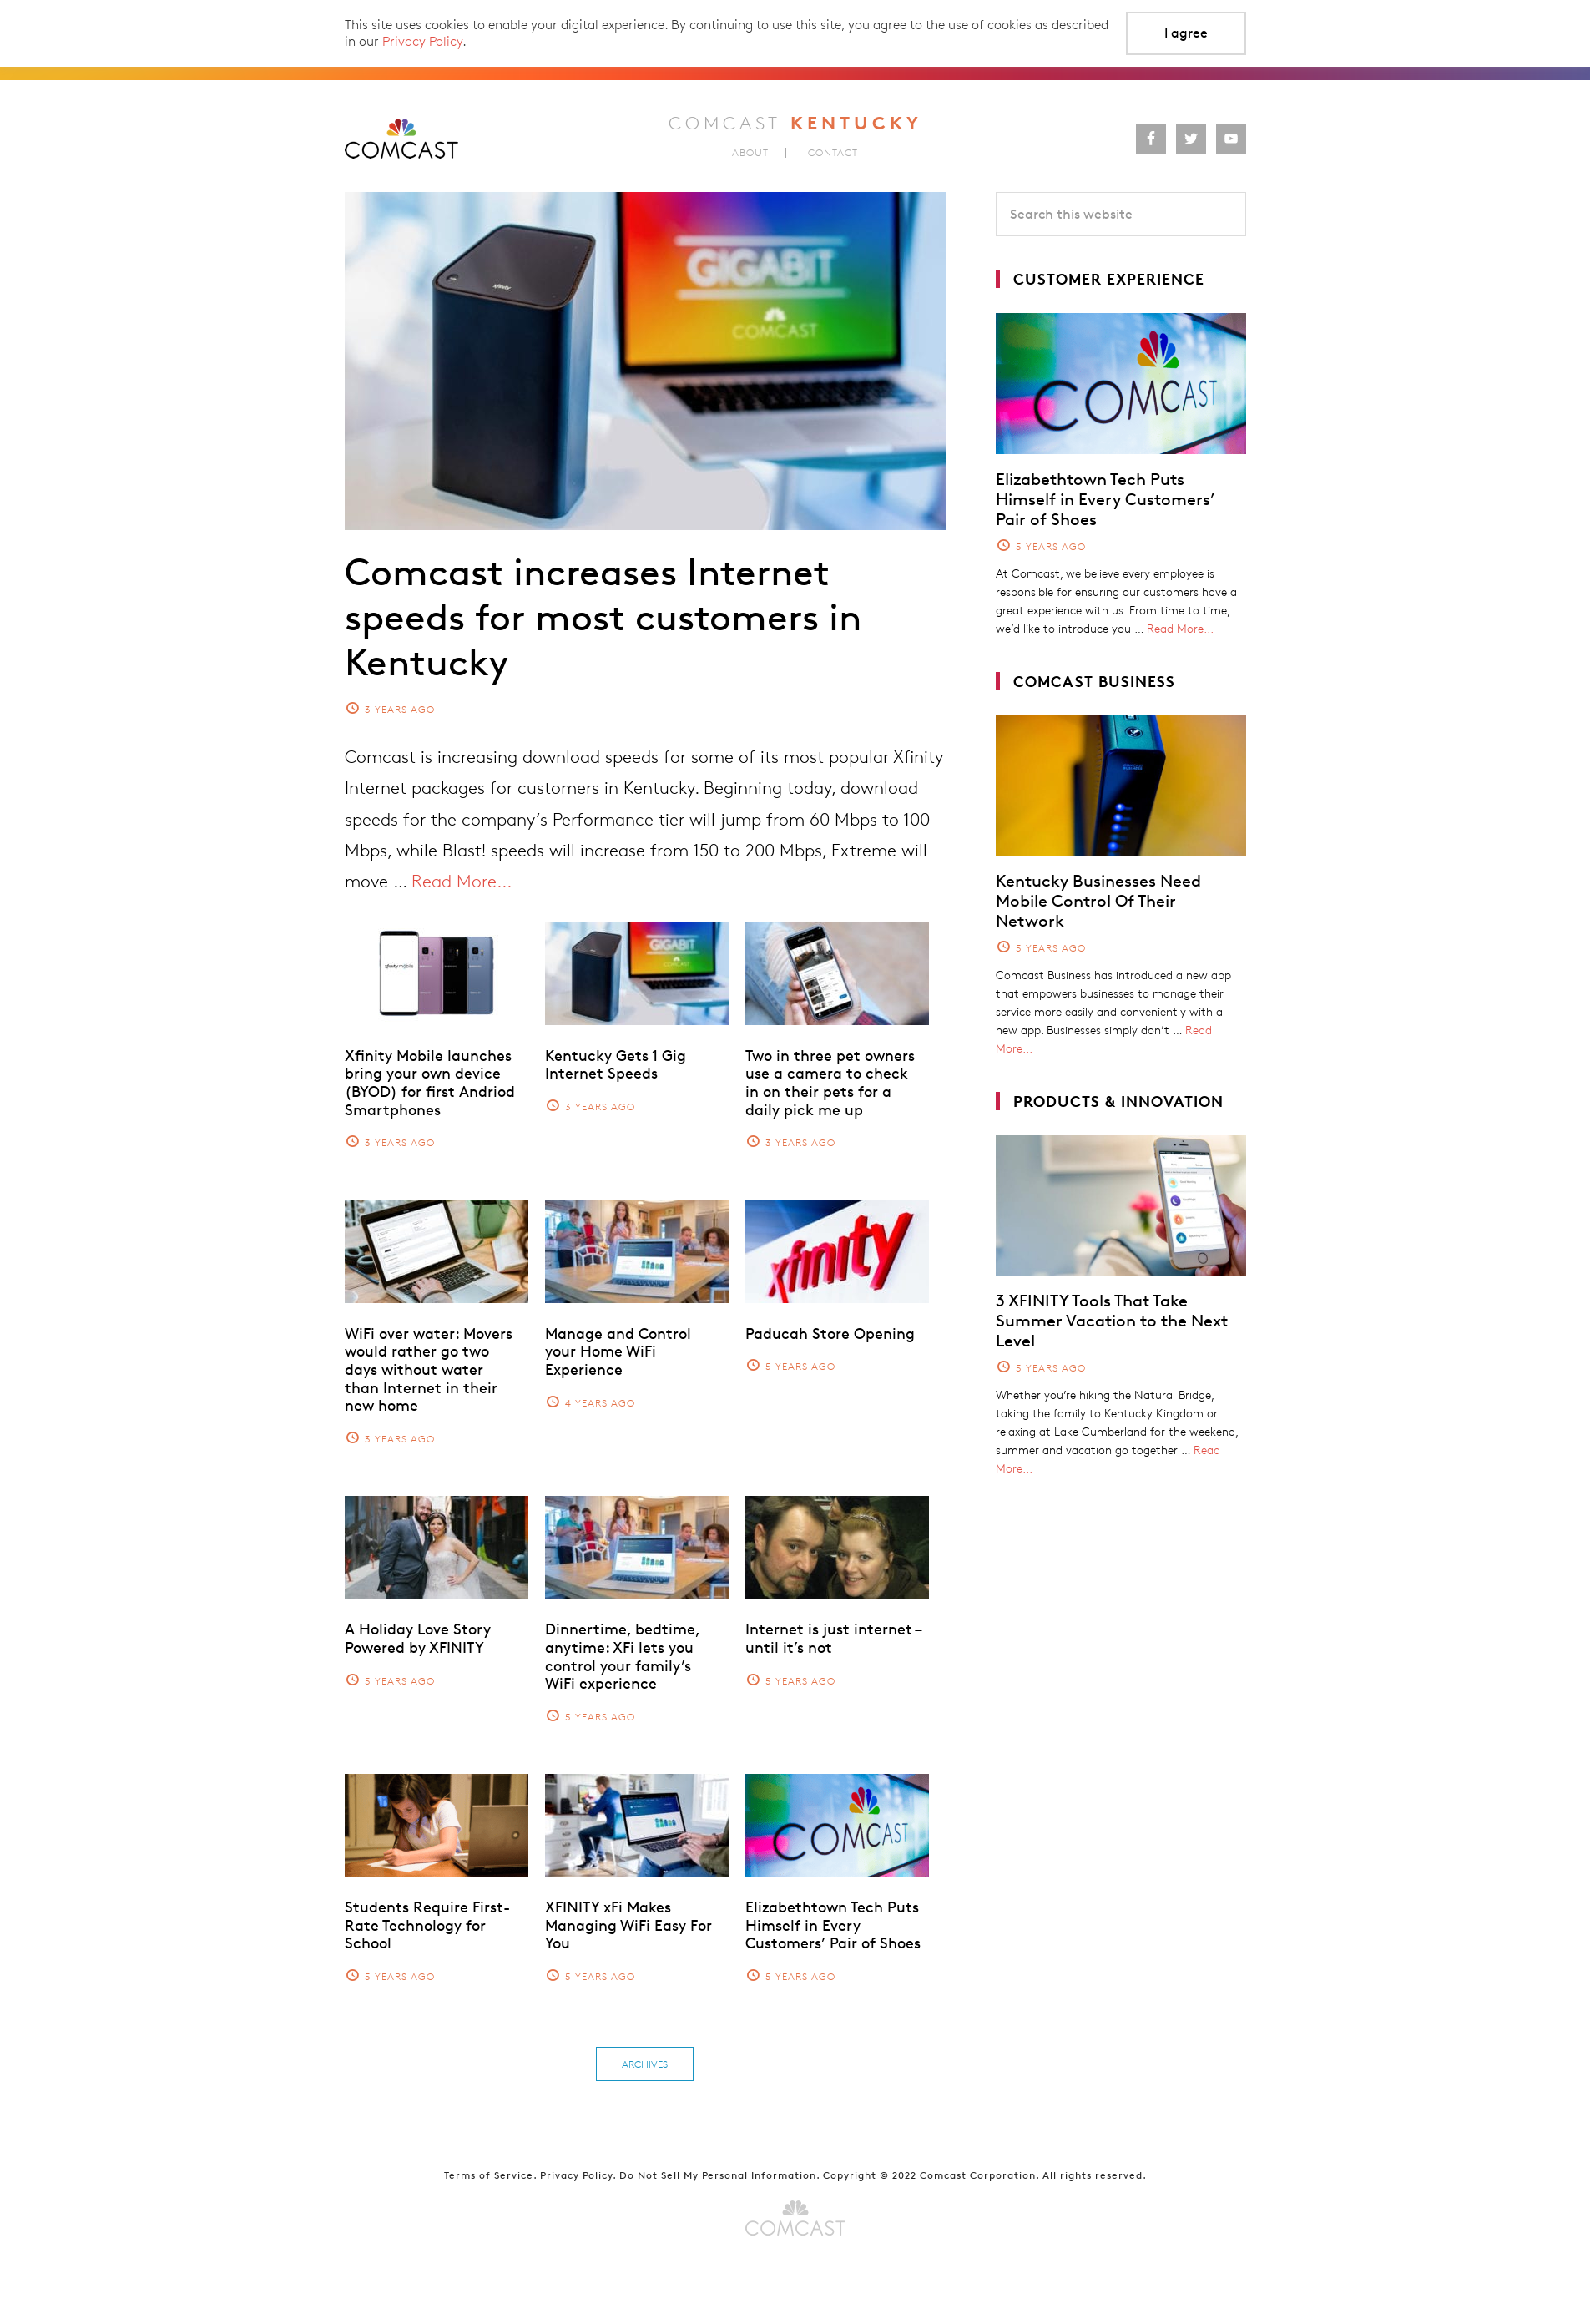 This site uses cookies to enable your digital experience. By continuing to use this site, you agree to the use of cookies as described
in our Privacy Policy.
I agree
COMCAST
COMCAST KENTUCKY
ABOUT | CONTACT
xfinity
GIGABIT
COMCAST
Comcast increases Internet
speeds for most customers in
Kentucky
3 YEARS AGO
Comcast is increasing download speeds for some of its most popular Xfinity
Internet packages for customers in Kentucky. Beginning today, download
speeds for the company’s Performance tier will jump from 60 Mbps to 100
Mbps, while Blast! speeds will increase from 150 to 200 Mbps, Extreme will
move ... Read More...
xfinity mobile
GIGABIT
COMCAST
Xfinity Mobile launches
bring your own device
(BYOD) for first Andriod
Smartphones
3 YEARS AGO
Kentucky Gets 1 Gig
Internet Speeds
3 YEARS AGO
Two in three pet owners
use a camera to check
in on their pets for a
daily pick me up
3 YEARS AGO
xfinity
WiFi over water: Movers
would rather go two
days without water
than Internet in their
new home
3 YEARS AGO
Manage and Control
your Home WiFi
Experience
4 YEARS AGO
Paducah Store Opening
5 YEARS AGO
A Holiday Love Story
Powered by XFINITY
5 YEARS AGO
Dinnertime, bedtime,
anytime: XFi lets you
control your family’s
WiFi experience
5 YEARS AGO
Internet is just internet –
until it’s not
5 YEARS AGO
COMCAST
Students Require First-
Rate Technology for
School
5 YEARS AGO
XFINITY xFi Makes
Managing WiFi Easy For
You
5 YEARS AGO
Elizabethtown Tech Puts
Himself in Every
Customers’ Pair of Shoes
5 YEARS AGO
ARCHIVES
Search this website
CUSTOMER EXPERIENCE
COMCAST
Elizabethtown Tech Puts
Himself in Every Customers’
Pair of Shoes
5 YEARS AGO
At Comcast, we believe every employee is
responsible for ensuring our customers have a
great experience with us. From time to time,
we’d like to introduce you ... Read More...
COMCAST BUSINESS
Kentucky Businesses Need
Mobile Control Of Their
Network
5 YEARS AGO
Comcast Business has introduced a new app
that empowers businesses to manage their
service more easily and conveniently with a
new app. Businesses simply don’t ... Read
More...
PRODUCTS & INNOVATION
3 XFINITY Tools That Take
Summer Vacation to the Next
Level
5 YEARS AGO
Whether you’re hiking the Natural Bridge,
taking the family to Kentucky Kingdom or
relaxing at Lake Cumberland for the weekend,
summer and vacation go together ... Read
More...
Terms of Service. Privacy Policy. Do Not Sell My Personal Information. Copyright © 2022 Comcast Corporation. All rights reserved.
COMCAST